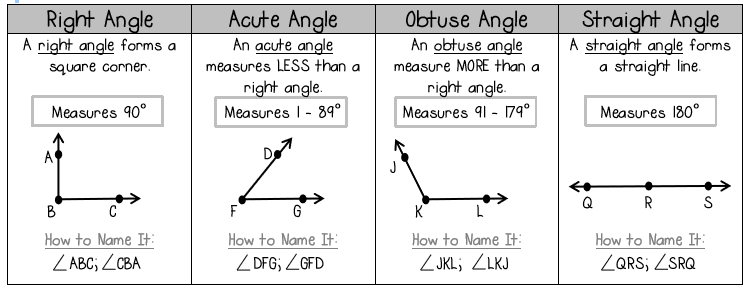 Right Angle
A right angle forms a
square corner.
Measures 90°
A
B
C
How to Name It:
∠ABC; ∠CBA
Acute Angle
An acute angle
measures LESS than a
right angle.
Measures 1 - 89°
D
F
G
How to Name It:
∠DFG; ∠GFD
Obtuse Angle
An obtuse angle
measure MORE than a
right angle.
Measures 91 - 179°
J
K
L
How to Name It:
∠JKL; ∠LKJ
Straight Angle
A straight angle forms
a straight line.
Measures 180°
Q R S
How to Name It:
∠QRS; ∠SRQ